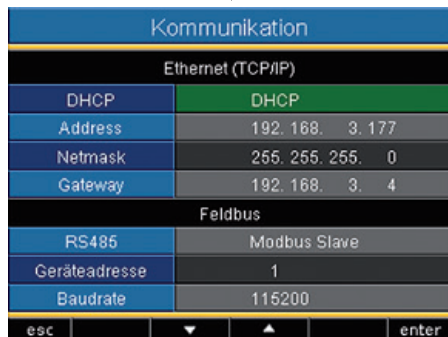 Kommunikation
Ethernet (TCP/IP)
DHCP DHCP
Address 192. 168. 3. 177
Netmask 255. 255. 255. 0
Gateway 192. 168. 3. 4
Feldbus
RS485 Modbus Slave
Geräteadresse 1
Baudrate 115200
esc enter